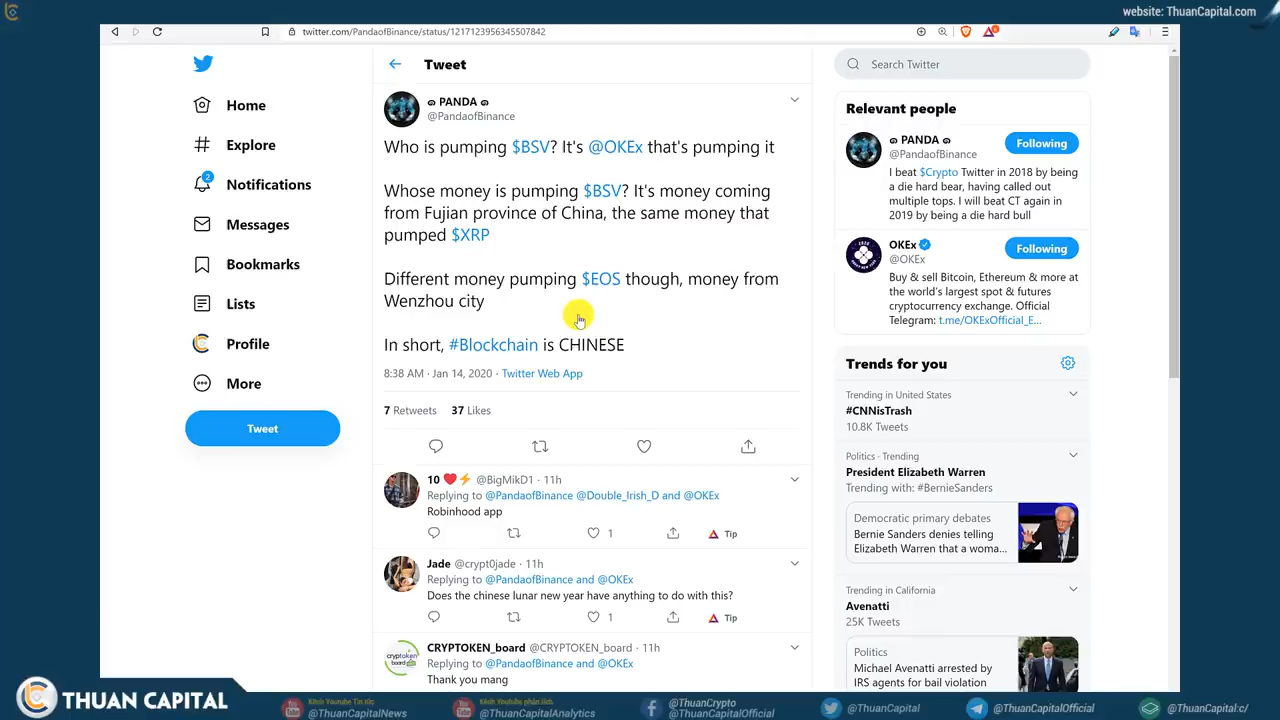 website: ThuanCapital.com
twitter.com/PandaofBinance/status/1217123956345507842
Home
Explore
2
Notifications
Messages
Bookmarks
Lists
Profile
More
Tweet
Tweet
PANDA
@PandaofBinance
Who is pumping $BSV? It's @OKEx that's pumping it
Whose money is pumping $BSV? It's money coming
from Fujian province of China, the same money that
pumped $XRP
Different money pumping $EOS though, money from
Wenzhou city
In short, #Blockchain is CHINESE
8:38 AM · Jan 14, 2020 · Twitter Web App
7 Retweets 37 Likes
10 ❤️⚡ @BigMikD1 · 11h
Replying to @PandaofBinance @Double_Irish_D and @OKEx
Robinhood app
1
Tip
Jade @crypt0jade · 11h
Replying to @PandaofBinance and @OKEx
Does the chinese lunar new year have anything to do with this?
1
Tip
CRYPTOKEN_board @CRYPTOKEN_board · 11h
Replying to @PandaofBinance and @OKEx
Thank you mang
Search Twitter
Relevant people
PANDA
@PandaofBinance
Following
I beat $Crypto Twitter in 2018 by being
a die hard bear, having called out
multiple tops. I will beat CT again in
2019 by being a die hard bull
OKEx
@OKEx
Following
Buy & sell Bitcoin, Ethereum & more at
the world's largest spot & futures
cryptocurrency exchange. Official
Telegram: t.me/OKExOfficial_E...
Trends for you
Trending in United States
#CNNisTrash
10.8K Tweets
Politics · Trending
President Elizabeth Warren
Trending with: #BernieSanders
Democratic primary debates
Bernie Sanders denies telling
Elizabeth Warren that a woma...
Trending in California
Avenatti
25K Tweets
Politics
Michael Avenatti arrested by
IRS agents for bail violation
THUAN CAPITAL
Kênh Youtube Tin tức
@ThuanCapitalNews
Kênh Youtube phân tích
@ThuanCapitalAnalytics
@ThuanCrypto
@ThuanCapitalOfficial
@ThuanCapital
@ThuanCapitalOfficial
@ThuanCapital:c/